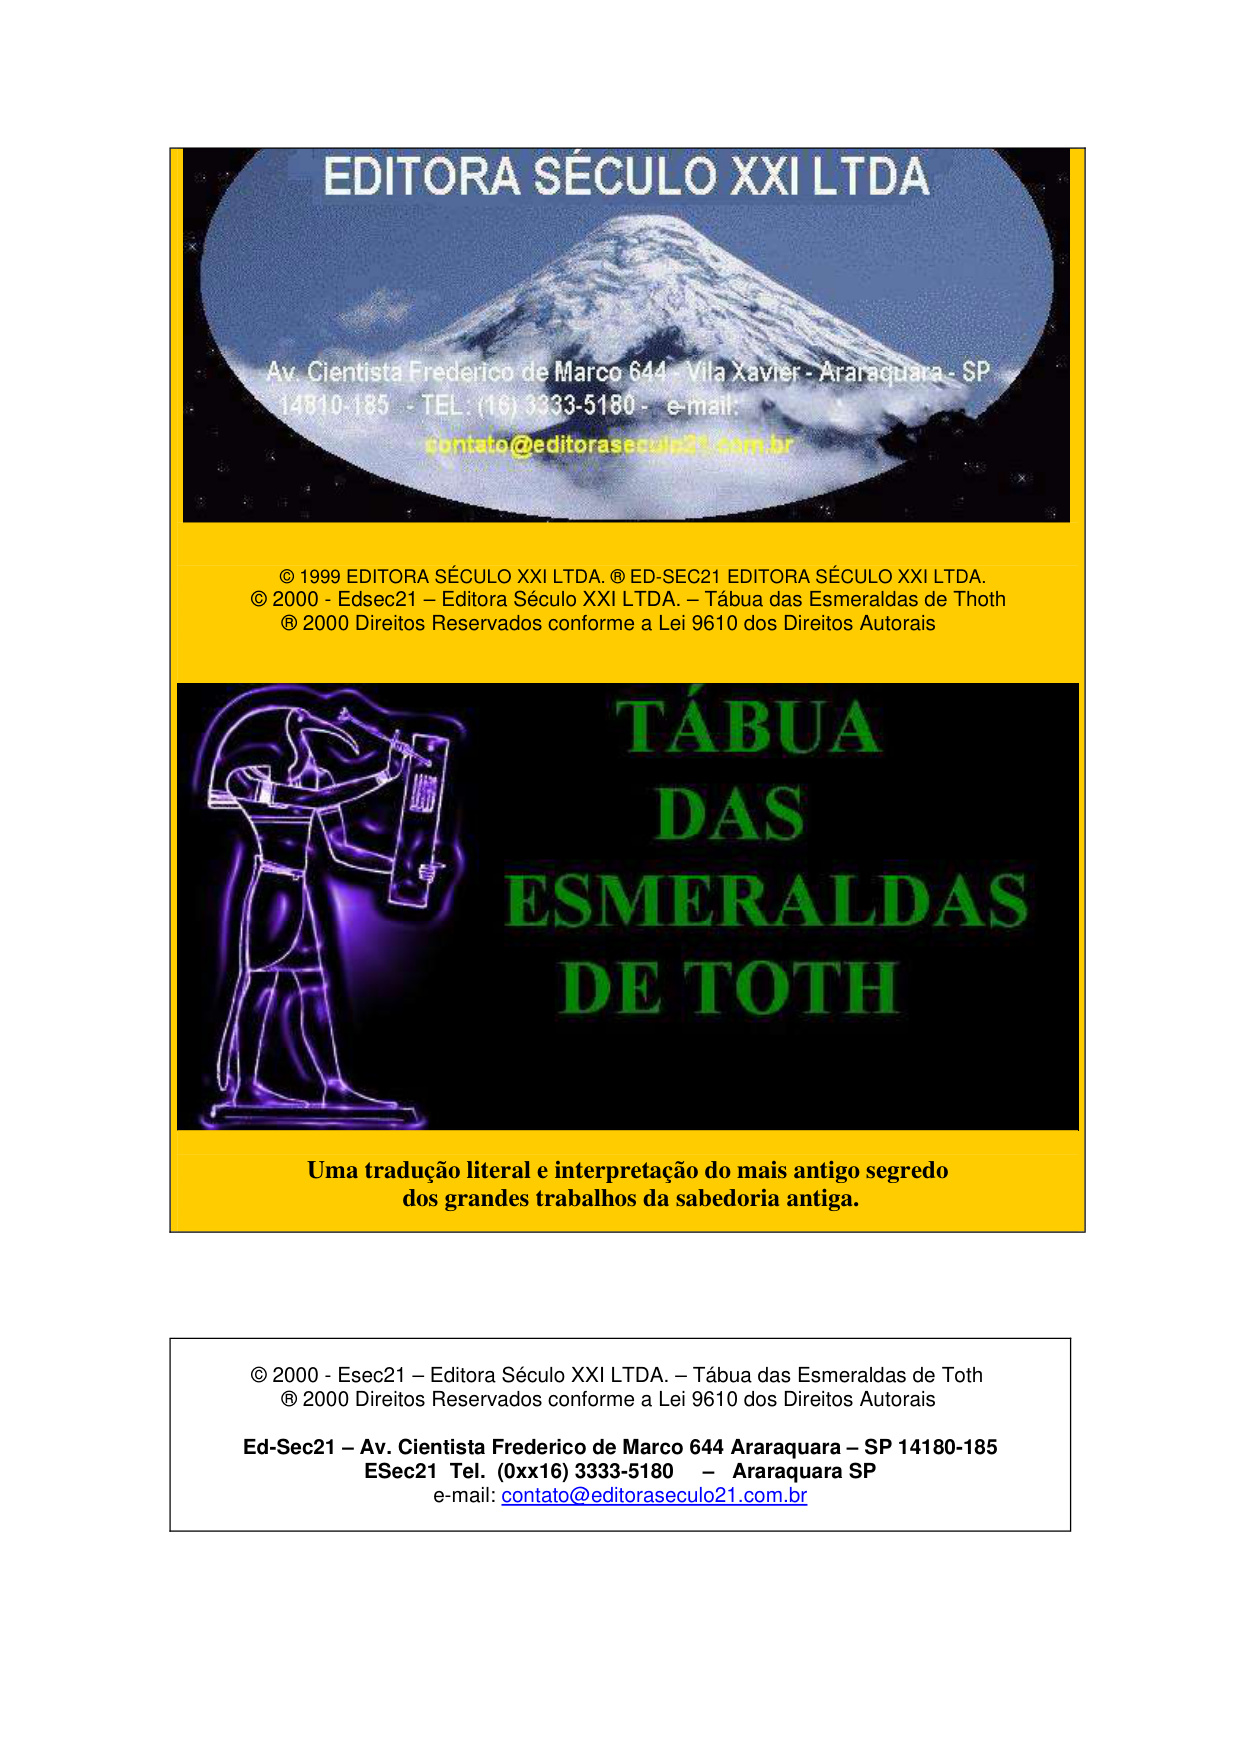 EDITORA SÉCULO XXI LTDA
Av. Cientista Frederico de Marco 644 - Vila Xavier - Araraquara - SP
14810-185 - TEL: (16) 3333-5180 - e-mail:
contato@editoraseculo21.com.br
© 1999 EDITORA SÉCULO XXI LTDA. ® ED-SEC21 EDITORA SÉCULO XXI LTDA.
© 2000 - Edsec21 – Editora Século XXI LTDA. – Tábua das Esmeraldas de Thoth
® 2000 Direitos Reservados conforme a Lei 9610 dos Direitos Autorais
TÁBUA
DAS
ESMERALDAS
DE TOTH
Uma tradução literal e interpretação do mais antigo segredo
dos grandes trabalhos da sabedoria antiga.
© 2000 - Esec21 – Editora Século XXI LTDA. – Tábua das Esmeraldas de Toth
® 2000 Direitos Reservados conforme a Lei 9610 dos Direitos Autorais
Ed-Sec21 – Av. Cientista Frederico de Marco 644 Araraquara – SP 14180-185
ESec21 Tel. (0xx16) 3333-5180 – Araraquara SP
e-mail: contato@editoraseculo21.com.br